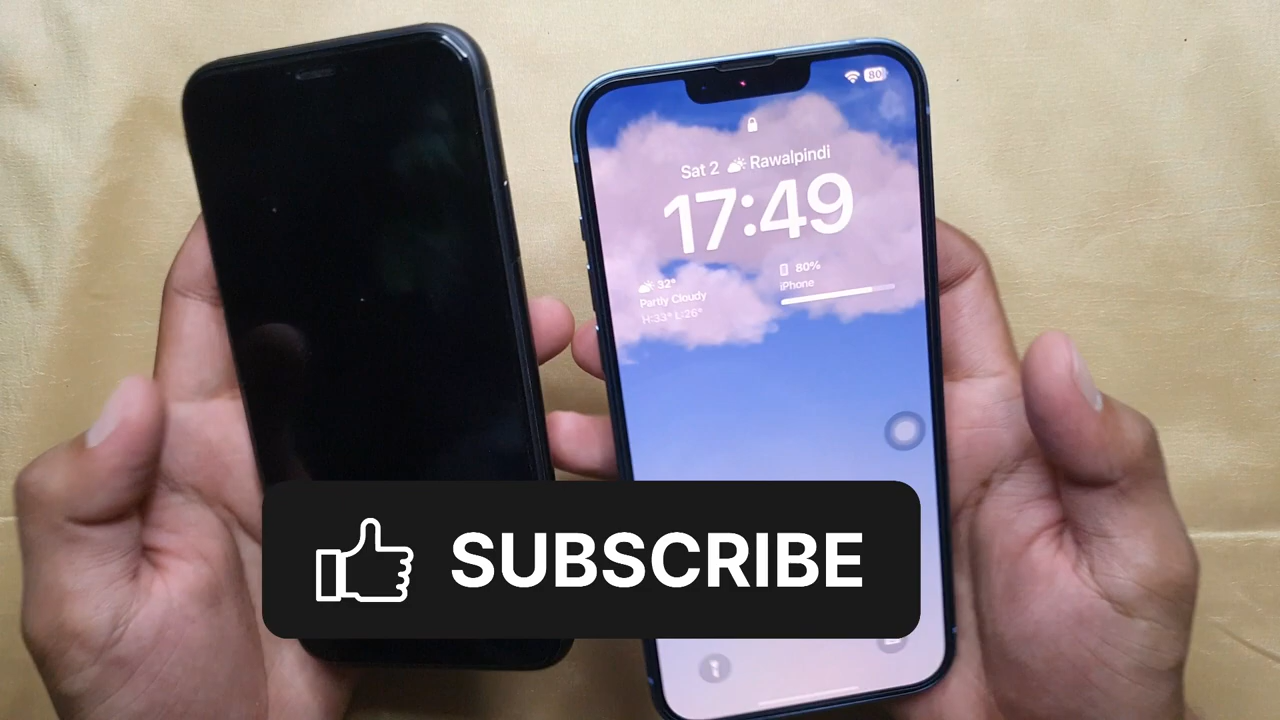 80
Sat 2 Rawalpindi
17:49
32°
Partly Cloudy
H:33° L:26°
80%
iPhone
SUBSCRIBE